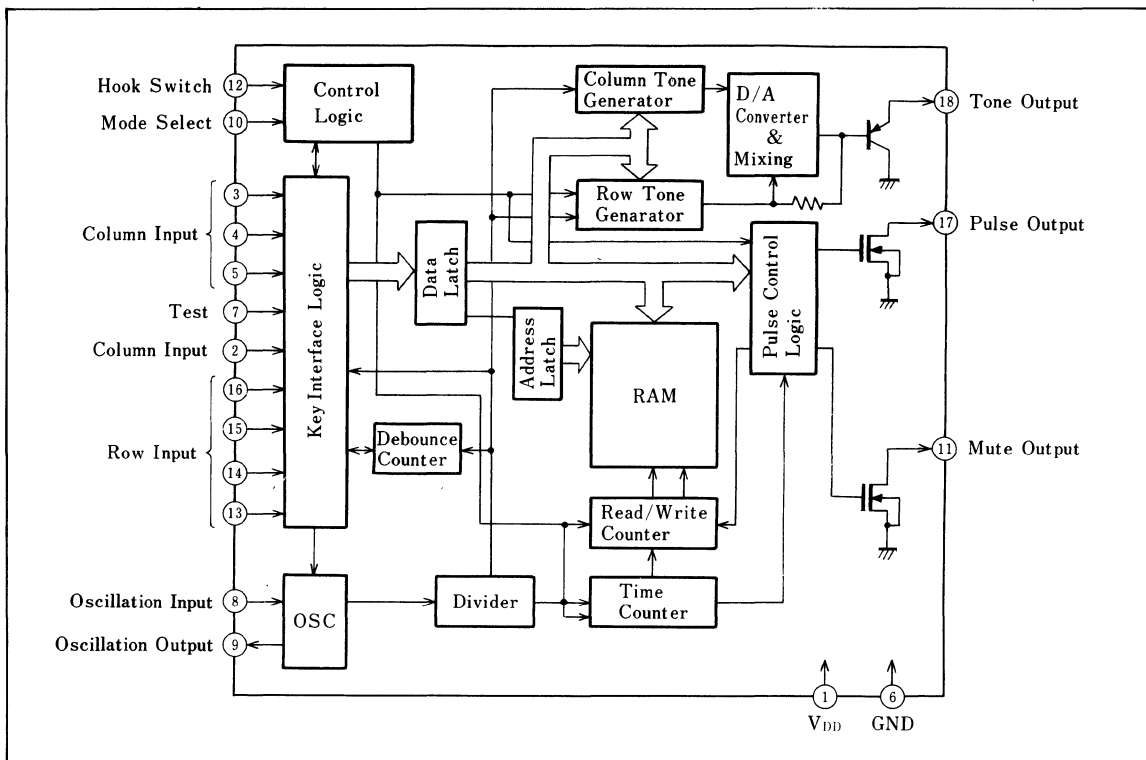 Hook Switch
12
Mode Select
10
Control
Logic
Column Tone
Generator
D/A
Converter
&
Mixing
18
Tone Output
3
Column Input
4
5
Test
7
Column Input
2
16
Row Input
15
14
13
Key Interface Logic
Data
Latch
Row Tone
Genarator
17
Pulse Output
Address
Latch
Pulse Control
Logic
RAM
Debounce
Counter
11
Mute Output
Read/Write
Counter
Oscillation Input
8
Oscillation Output
9
OSC
Divider
Time
Counter
1
VDD
6
GND